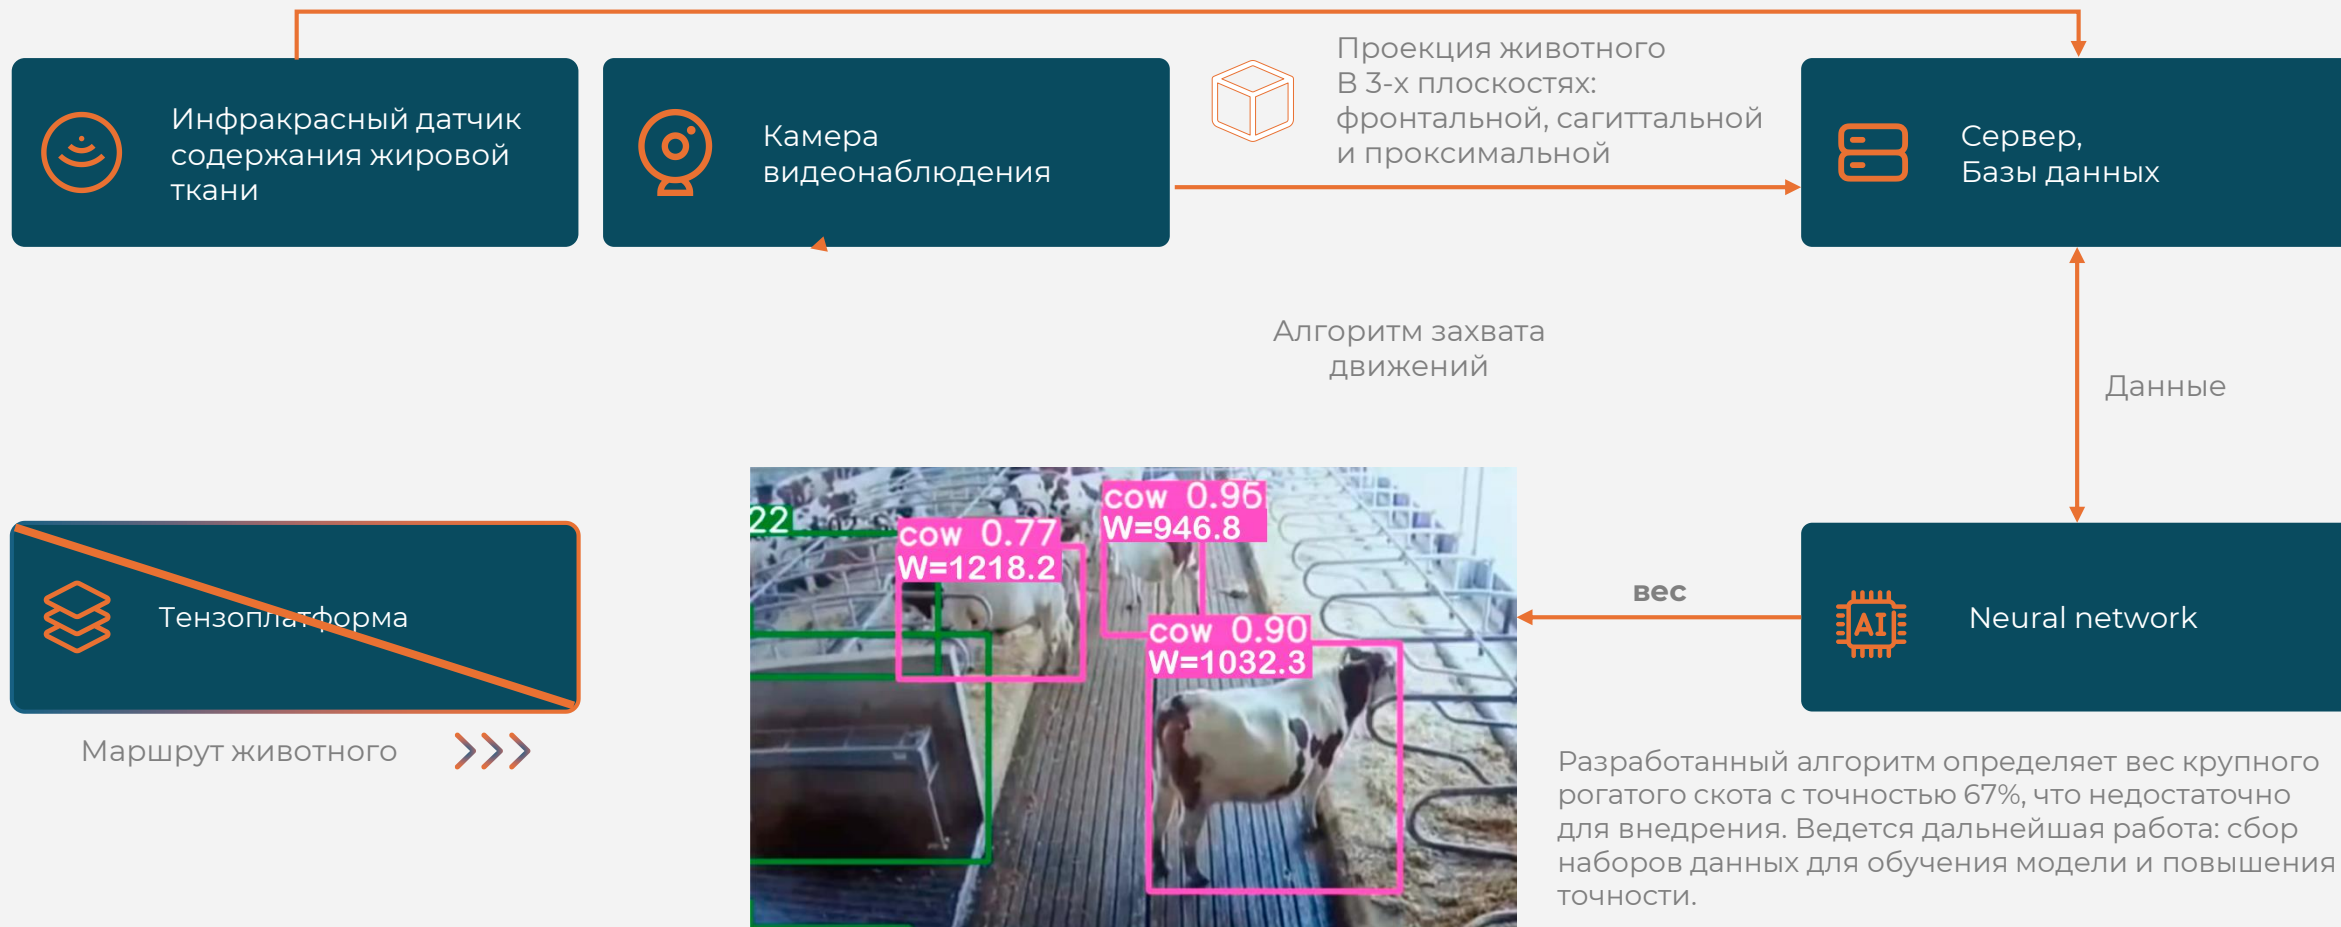 Инфракрасный датчик
содержания жировой
ткани
Камера
видеонаблюдения
Проекция животного
В 3-х плоскостях:
фронтальной, сагиттальной
и проксимальной
Сервер,
Базы данных
Алгоритм захвата
движений
Данные
Тензоплатформа
Маршрут животного
22
cow 0.77
W=1218.2
cow 0.95
W=946.8
cow 0.90
W=1032.3
вес
AI
Neural network
Разработанный алгоритм определяет вес крупного
рогатого скота с точностью 67%, что недостаточно
для внедрения. Ведется дальнейшая работа: сбор
наборов данных для обучения модели и повышения
точности.